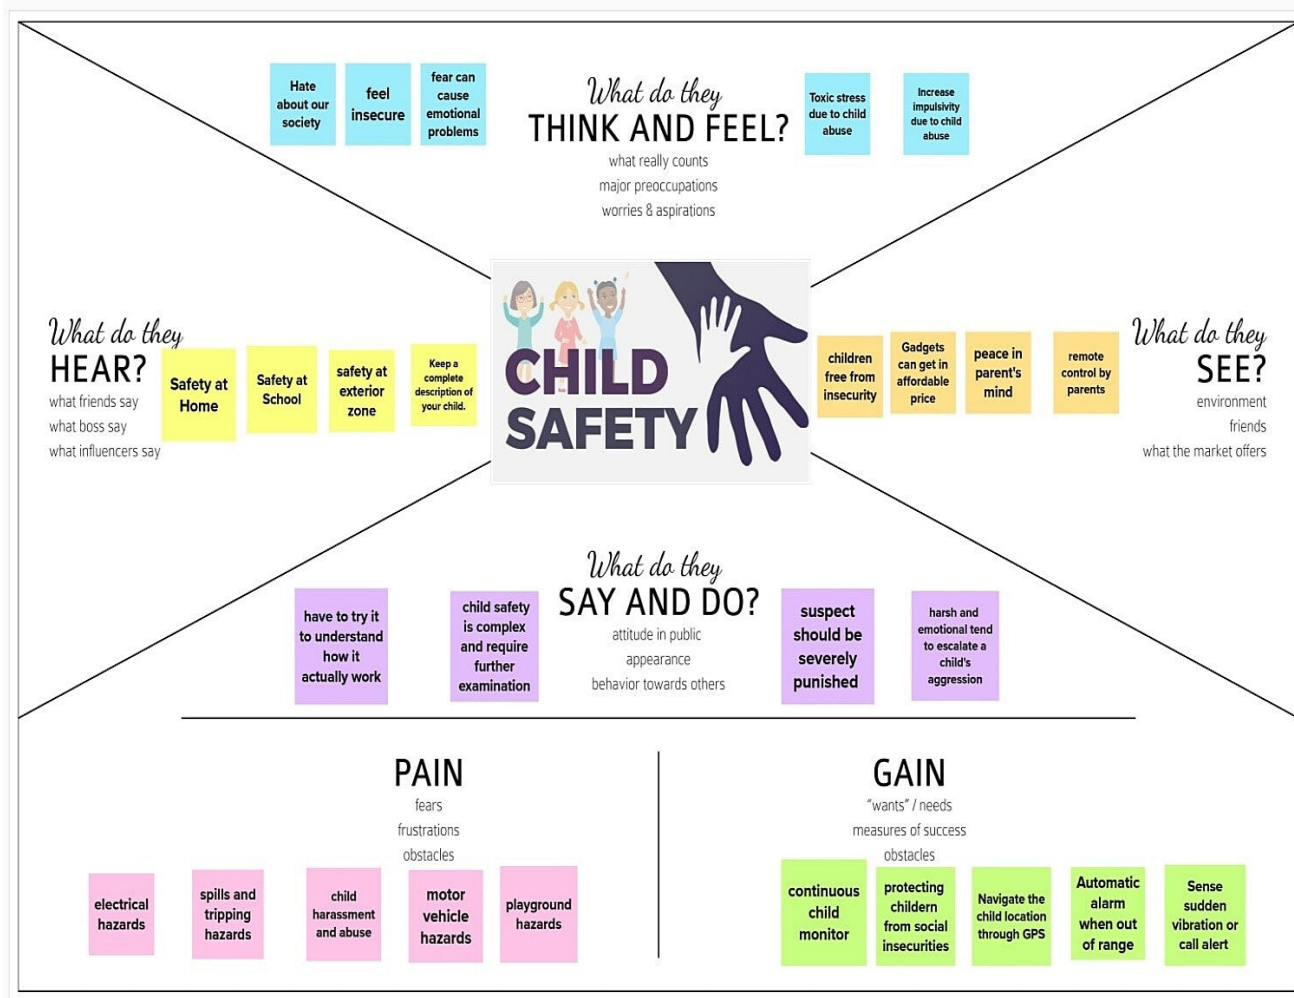 Hate
about our
society
feel
insecure
fear can
cause
emotional
problems
What do they
THINK AND FEEL?
what really counts
major preoccupations
worries & aspirations
Toxic stress
due to child
abuse
Increase
impulsivity
due to child
abuse
What do they
HEAR?
what friends say
what boss say
what influencers say
Safety at
Home
Safety at
School
safety at
exterior
zone
Keep a
complete
description of
your child.
CHILD
SAFETY
children
free from
insecurity
Gadgets
can get in
affordable
price
peace in
parent's
mind
remote
control by
parents
What do they
SEE?
environment
friends
what the market offers
What do they
SAY AND DO?
attitude in public
appearance
behavior towards others
have to try it
to understand
how it
actually work
child safety
is complex
and require
further
examination
suspect
should be
severely
punished
harsh and
emotional tend
to escalate a
child's
aggression
PAIN
fears
frustrations
obstacles
electrical
hazards
spills and
tripping
hazards
child
harassment
and abuse
motor
vehicle
hazards
playground
hazards
GAIN
"wants" / needs
measures of success
obstacles
continuous
child
monitor
protecting
childern
from social
insecurities
Navigate the
child location
through GPS
Automatic
alarm
when out
of range
Sense
sudden
vibration or
call alert